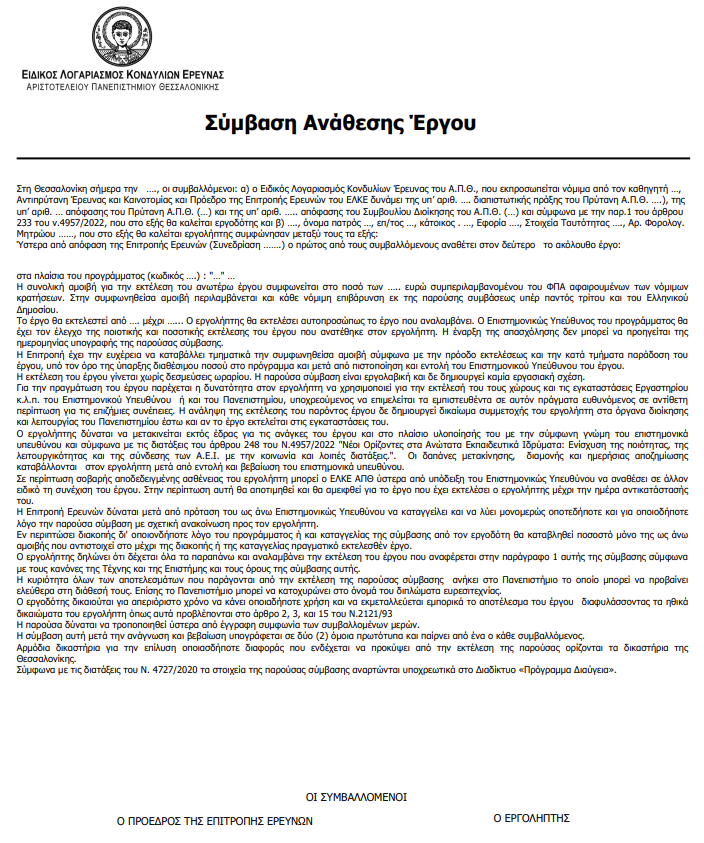 ΕΙΔΙΚΟΣ ΛΟΓΑΡΙΑΣΜΟΣ ΚΟΝΔΥΛΙΩΝ ΕΡΕΥΝΑΣ
ΑΡΙΣΤΟΤΕΛΕΙΟΥ ΠΑΝΕΠΙΣΤΗΜΙΟΥ ΘΕΣΣΑΛΟΝΙΚΗΣ
Σύμβαση Ανάθεσης Έργου
Στη Θεσσαλονίκη σήμερα την …., οι συμβαλλόμενοι: α) ο Ειδικός Λογαριασμός Κονδυλίων Έρευνας του Α.Π.Θ., που εκπροσωπείται νόμιμα από τον καθηγητή …,
Αντιπρύτανη Έρευνας και Καινοτομίας και Πρόεδρο της Επιτροπής Ερευνών του ΕΛΚΕ δυνάμει της υπ’ αριθ. …. διαπιστωτικής πράξης του Πρύτανη Α.Π.Θ. ….), της
υπ’ αριθ. … απόφασης του Πρύτανη Α.Π.Θ. (…) και της υπ’ αριθ. ….. απόφασης του Συμβουλίου Διοίκησης του Α.Π.Θ. (…) και σύμφωνα με την παρ.1 του άρθρου
233 του ν.4957/2022, που στο εξής θα καλείται εργοδότης και β) …., όνομα πατρός …, επ/τος …, κάτοικος . …, Εφορία …., Στοιχεία Ταυτότητας …., Αρ. Φορολογ.
Μητρώου ……, που στο εξής θα καλείται εργολήπτης συμφώνησαν μεταξύ τους τα εξής:
Ύστερα από απόφαση της Επιτροπής Ερευνών (Συνεδρίαση …….) ο πρώτος από τους συμβαλλομένους αναθέτει στον δεύτερο το ακόλουθο έργο:
στα πλαίσια του προγράμματος (κωδικός ….) : "…" …
Η συνολική αμοιβή για την εκτέλεση του ανωτέρω έργου συμφωνείται στο ποσό των ….. ευρώ συμπεριλαμβανομένου του ΦΠΑ αφαιρουμένων των νόμιμων
κρατήσεων. Στην συμφωνηθείσα αμοιβή περιλαμβάνεται και κάθε νόμιμη επιβάρυνση εκ της παρούσης συμβάσεως υπέρ παντός τρίτου και του Ελληνικού
Δημοσίου.
Το έργο θα εκτελεστεί από …. μέχρι …... Ο εργολήπτης θα εκτελέσει αυτοπροσώπως το έργο που αναλαμβάνει. Ο Επιστημονικώς Υπεύθυνος του προγράμματος θα
έχει τον έλεγχο της ποιοτικής και ποσοτικής εκτέλεσης του έργου που ανατέθηκε στον εργολήπτη. Η έναρξη της απασχόλησης δεν μπορεί να προηγείται της
ημερομηνίας υπογραφής της παρούσας σύμβασης.
Η Επιτροπή έχει την ευχέρεια να καταβάλλει τμηματικά την συμφωνηθείσα αμοιβή σύμφωνα με την πρόοδο εκτελέσεως και την κατά τμήματα παράδοση του
έργου, υπό τον όρο της ύπαρξης διαθέσιμου ποσού στο πρόγραμμα και μετά από πιστοποίηση και εντολή του Επιστημονικού Υπεύθυνου του έργου.
Η εκτέλεση του έργου γίνεται χωρίς δεσμεύσεις ωραρίου. Η παρούσα σύμβαση είναι εργολαβική και δε δημιουργεί καμία εργασιακή σχέση.
Για την πραγμάτωση του έργου παρέχεται η δυνατότητα στον εργολήπτη να χρησιμοποιεί για την εκτέλεσή του τους χώρους και τις εγκαταστάσεις Εργαστηρίου
κ.λ.π. του Επιστημονικού Υπευθύνου ή και του Πανεπιστημίου, υποχρεούμενος να επιμελείται τα εμπιστευθέντα σε αυτόν πράγματα ευθυνόμενος σε αντίθετη
περίπτωση για τις επιζήμιες συνέπειες. Η ανάληψη της εκτέλεσης του παρόντος έργου δε δημιουργεί δικαίωμα συμμετοχής του εργολήπτη στα όργανα διοίκησης
και λειτουργίας του Πανεπιστημίου έστω και αν το έργο εκτελείται στις εγκαταστάσεις του.
Ο εργολήπτης δύναται να μετακινείται εκτός έδρας για τις ανάγκες του έργου και στο πλαίσιο υλοποίησής του με την σύμφωνη γνώμη του επιστημονικά
υπευθύνου και σύμφωνα με τις διατάξεις του άρθρου 248 του Ν.4957/2022 "Νέοι Ορίζοντες στα Ανώτατα Εκπαιδευτικά Ιδρύματα: Ενίσχυση της ποιότητας, της
λειτουργικότητας και της σύνδεσης των Α.Ε.Ι. με την κοινωνία και λοιπές διατάξεις.". Οι δαπάνες μετακίνησης, διαμονής και ημερήσιας αποζημίωσης
καταβάλλονται στον εργολήπτη μετά από εντολή και βεβαίωση του επιστημονικά υπευθύνου.
Σε περίπτωση σοβαρής αποδεδειγμένης ασθένειας του εργολήπτη μπορεί ο ΕΛΚΕ ΑΠΘ ύστερα από υπόδειξη του Επιστημονικώς Υπευθύνου να αναθέσει σε άλλον
ειδικό τη συνέχιση του έργου. Στην περίπτωση αυτή θα αποτιμηθεί και θα αμειφθεί για το έργο που έχει εκτελέσει ο εργολήπτης μέχρι την ημέρα αντικατάστασής
του.
Η Επιτροπή Ερευνών δύναται μετά από πρόταση του ως άνω Επιστημονικώς Υπευθύνου να καταγγείλει και να λύει μονομερώς οποτεδήποτε και για οποιοδήποτε
λόγο την παρούσα σύμβαση με σχετική ανακοίνωση προς τον εργολήπτη.
Εν περιπτώσει διακοπής δι' οποιονδήποτε λόγο του προγράμματος ή και καταγγελίας της σύμβασης από τον εργοδότη θα καταβληθεί ποσοστό μόνο της ως άνω
αμοιβής που αντιστοιχεί στο μέχρι της διακοπής ή της καταγγελίας πραγματικό εκτελεσθέν έργο.
Ο εργολήπτης δηλώνει ότι δέχεται όλα τα παραπάνω και αναλαμβάνει την εκτέλεση του έργου που αναφέρεται στην παράγραφο 1 αυτής της σύμβασης σύμφωνα
με τους κανόνες της Τέχνης και της Επιστήμης και τους όρους της σύμβασης αυτής.
Η κυριότητα όλων των αποτελεσμάτων που παράγονται από την εκτέλεση της παρούσας σύμβασης ανήκει στο Πανεπιστήμιο το οποίο μπορεί να προβαίνει
ελεύθερα στη διάθεσή τους. Επίσης το Πανεπιστήμιο μπορεί να κατοχυρώνει στο όνομά του διπλώματα ευρεσιτεχνίας.
Ο εργοδότης δικαιούται για απεριόριστο χρόνο να κάνει οποιαδήποτε χρήση και να εκμεταλλεύεται εμπορικά το αποτέλεσμα του έργου διαφυλάσσοντας τα ηθικά
δικαιώματα του εργολήπτη όπως αυτά προβλέπονται στο άρθρο 2, 3, και 15 του Ν.2121/93
Η παρούσα δύναται να τροποποιηθεί ύστερα από έγγραφη συμφωνία των συμβαλλομένων μερών.
Η σύμβαση αυτή μετά την ανάγνωση και βεβαίωση υπογράφεται σε δύο (2) όμοια πρωτότυπα και παίρνει από ένα ο κάθε συμβαλλόμενος.
Αρμόδια δικαστήρια για την επίλυση οποιασδήποτε διαφοράς που ενδέχεται να προκύψει από την εκτέλεση της παρούσας ορίζονται τα δικαστήρια της
Θεσσαλονίκης.
Σύμφωνα με τις διατάξεις του Ν. 4727/2020 τα στοιχεία της παρούσας σύμβασης αναρτώνται υποχρεωτικά στο Διαδίκτυο «Πρόγραμμα Διαύγεια».
ΟΙ ΣΥΜΒΑΛΛΟΜΕΝΟΙ
Ο ΠΡΟΕΔΡΟΣ ΤΗΣ ΕΠΙΤΡΟΠΗΣ ΕΡΕΥΝΩΝ
Ο ΕΡΓΟΛΗΠΤΗΣ